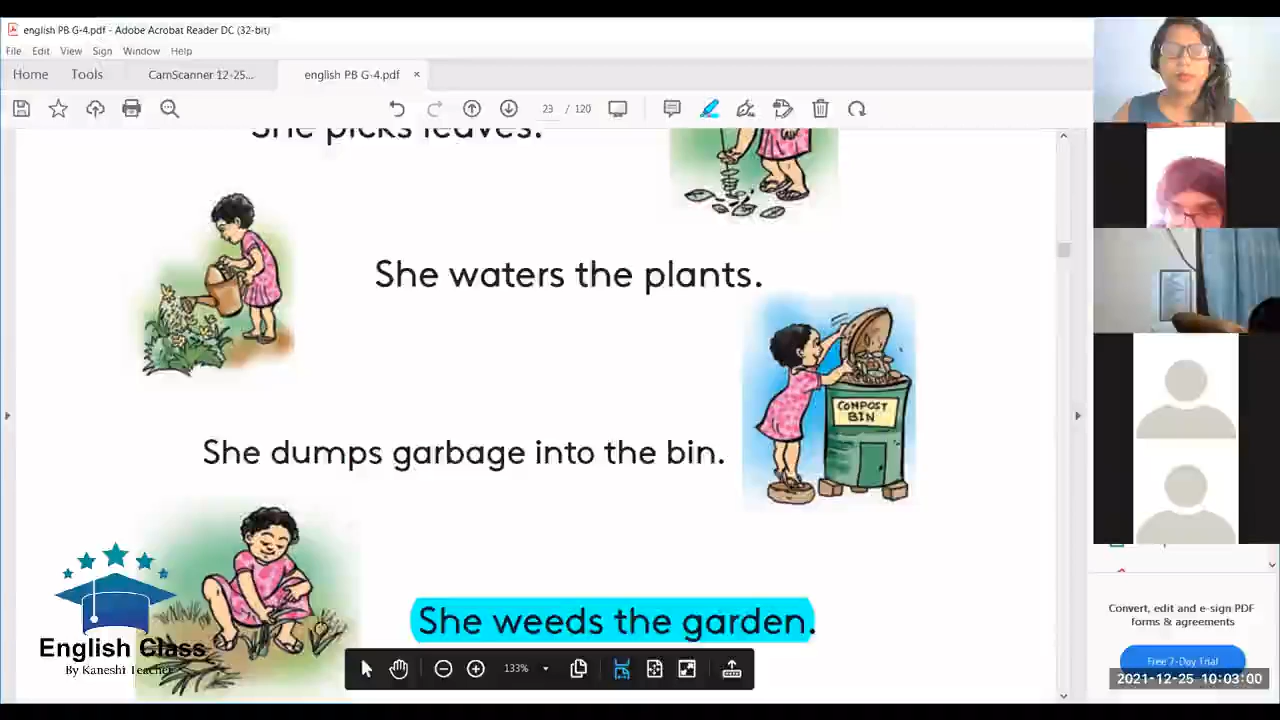 english PB G-4.pdf - Adobe Acrobat Reader DC (32-bit)
File Edit View Sign Window Help
Home Tools CamScanner 12-25... english PB G-4.pdf ×
23 / 120
She picks leaves.
She waters the plants.
COMPOST
BIN
She dumps garbage into the bin.
She weeds the garden.
English Class
By Kaneshi Teacher
133%
Convert, edit and e-sign PDF
forms & agreements
Free 7-Day Trial
2021-12-25 10:03:00